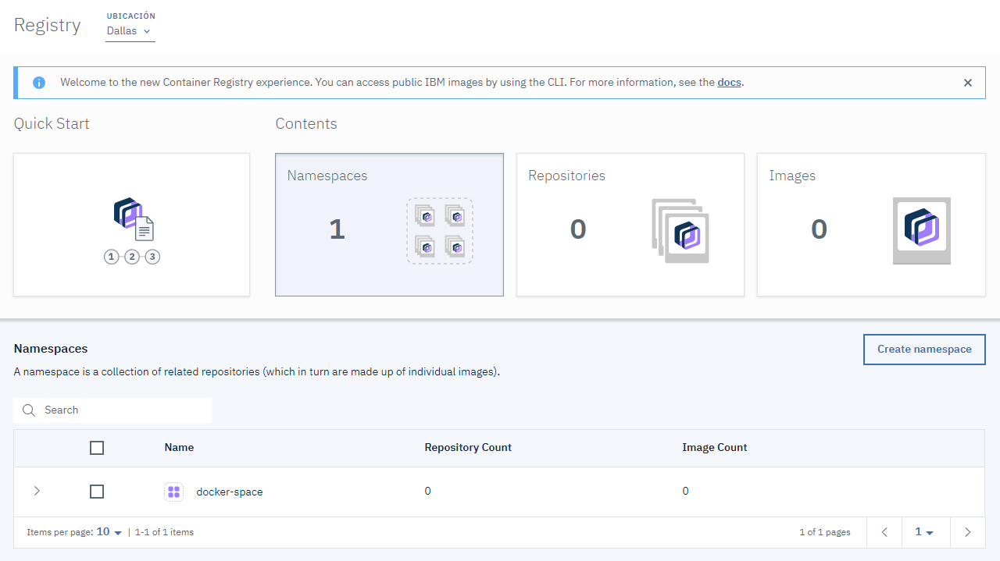 Registry
UBICACIÓN
Dallas
Welcome to the new Container Registry experience. You can access public IBM images by using the CLI. For more information, see the docs.
Quick Start
Contents
1 2 3
Namespaces
1
Repositories
0
Images
0
Namespaces
A namespace is a collection of related repositories (which in turn are made up of individual images).
Create namespace
Search
Name Repository Count Image Count
docker-space 0 0
Items per page: 10 | 1-1 of 1 items 1 of 1 pages 1